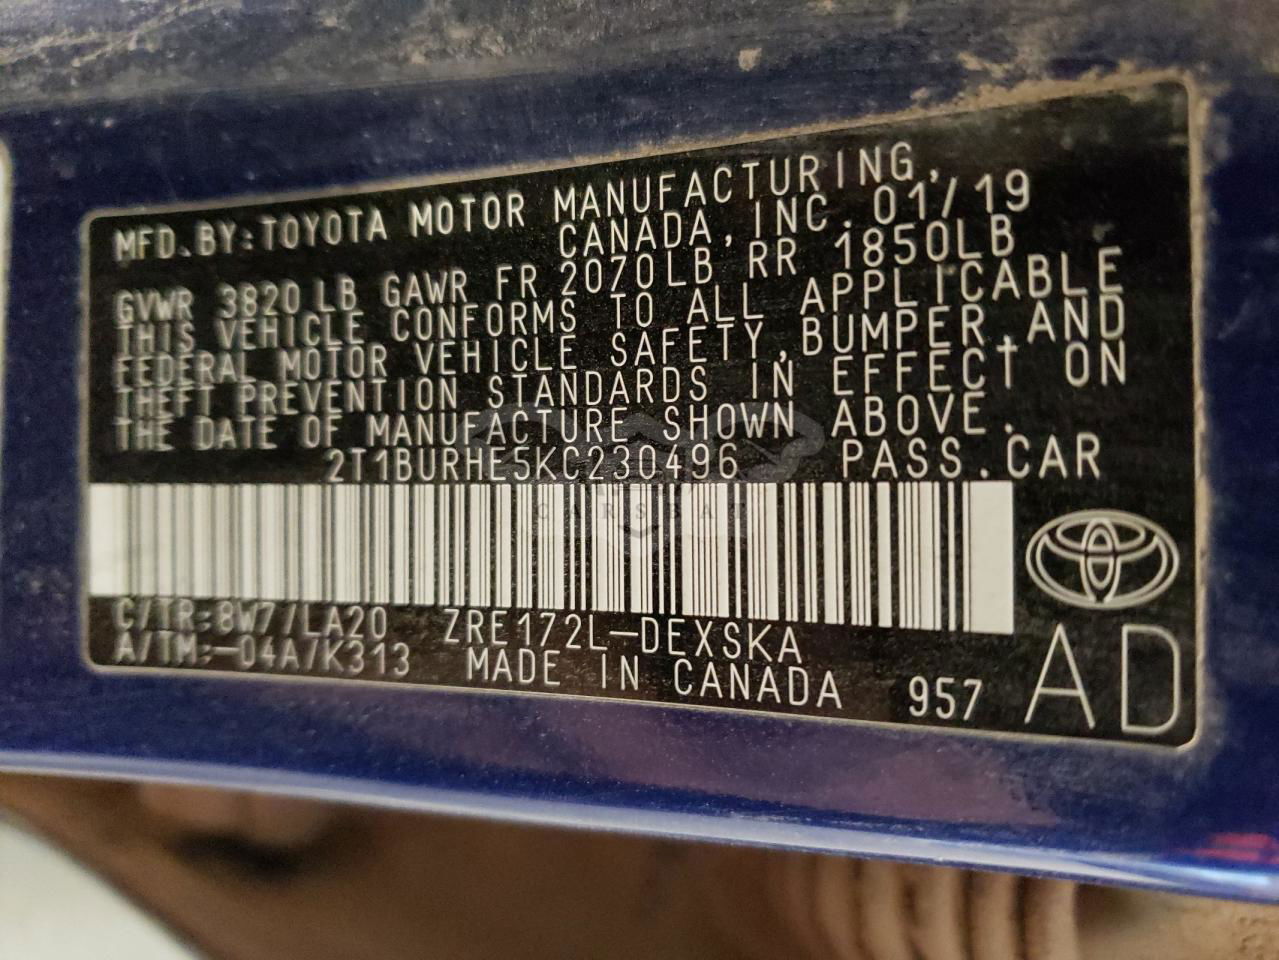 MFD.BY:TOYOTA MOTOR MANUFACTURING,
CANADA, INC. 01/19
GVWR 3820 LB GAWR FR 2070LB RR 1850LB
THIS VEHICLE CONFORMS TO ALL APPLICABLE
FEDERAL MOTOR VEHICLE SAFETY, BUMPER, AND
THEFT PREVENTION STANDARDS IN EFFECT ON
THE DATE OF MANUFACTURE SHOWN ABOVE.
2T1BURHE5KC230496 PASS.CAR
CARSBAT
C/TR:8W7/LA20 ZRE172L-DEXSKA
A/TM:-04A/K313 MADE IN CANADA 957 AD